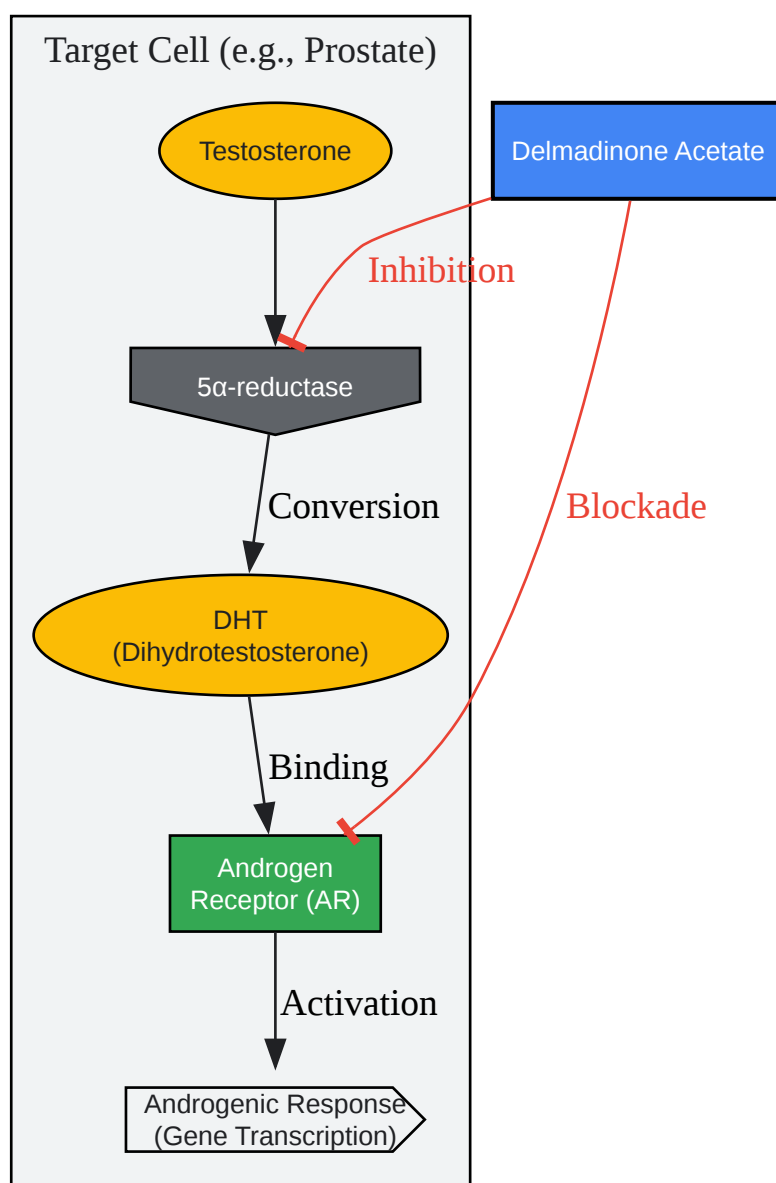 Target Cell (e.g., Prostate)
Testosterone
Delmadinone Acetate
Inhibition
5α-reductase
Conversion
Blockade
DHT
(Dihydrotestosterone)
Binding
Androgen
Receptor (AR)
Activation
Androgenic Response
(Gene Transcription)